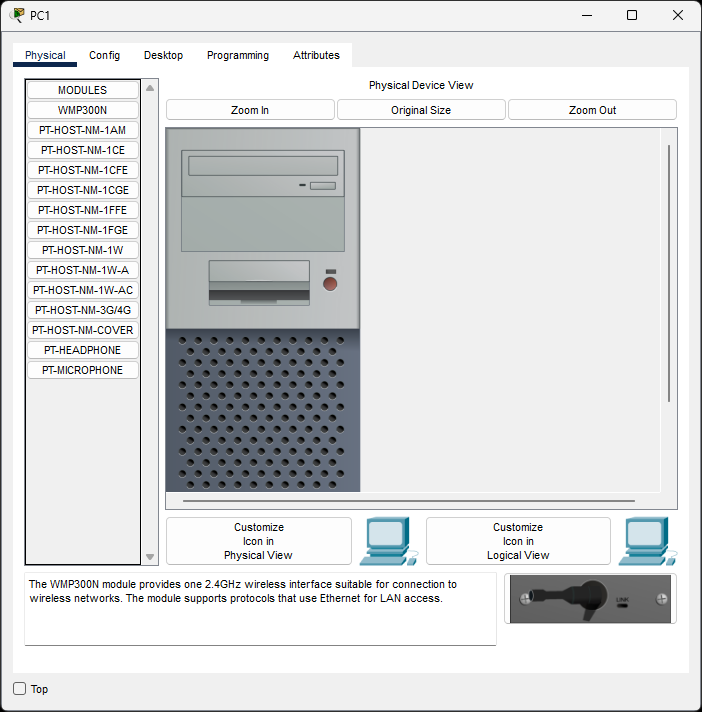 PC1
Physical
Config
Desktop
Programming
Attributes
MODULES
WMP300N
PT-HOST-NM-1AM
PT-HOST-NM-1CE
PT-HOST-NM-1CFE
PT-HOST-NM-1CGE
PT-HOST-NM-1FFE
PT-HOST-NM-1FGE
PT-HOST-NM-1W
PT-HOST-NM-1W-A
PT-HOST-NM-1W-AC
PT-HOST-NM-3G/4G
PT-HOST-NM-COVER
PT-HEADPHONE
PT-MICROPHONE
Physical Device View
Zoom In
Original Size
Zoom Out
Customize
Icon in
Physical View
Customize
Icon in
Logical View
The WMP300N module provides one 2.4GHz wireless interface suitable for connection to
wireless networks. The module supports protocols that use Ethernet for LAN access.
LINK
Top